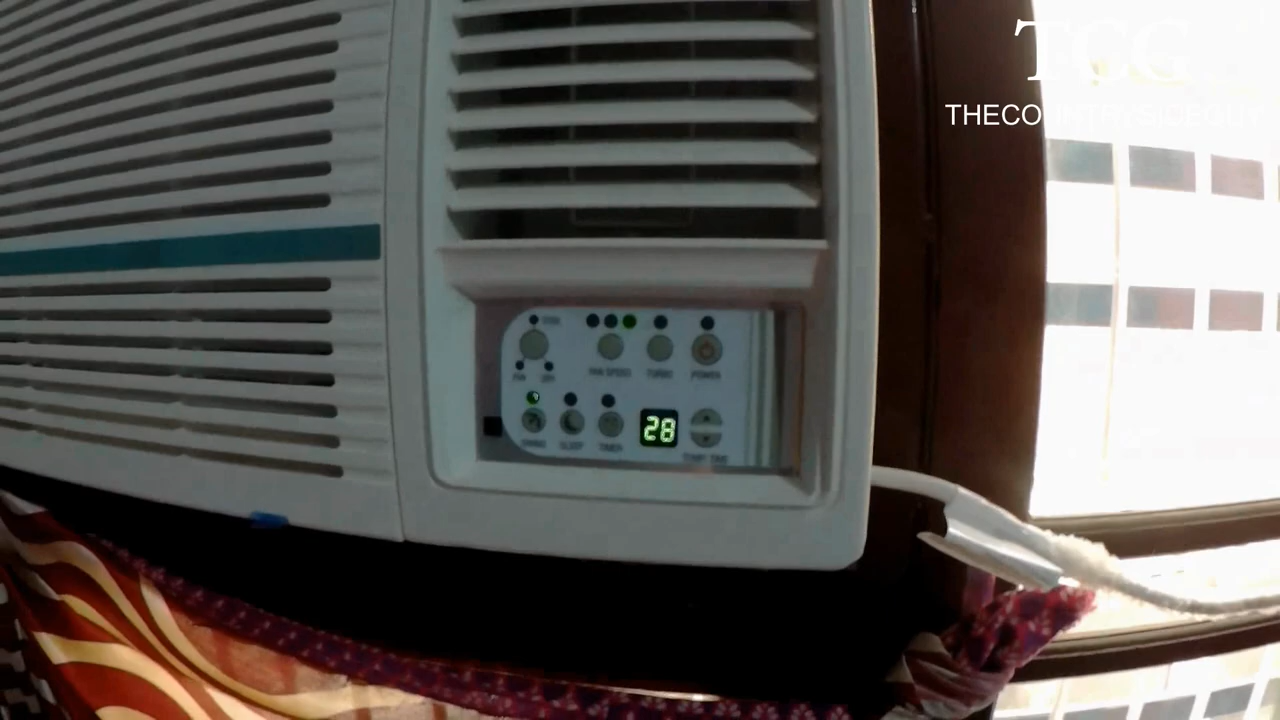 TCG
THECOUNTRYSIDEGUY
FAN SPEED
TURBO
POWER
SWING
SLEEP
TIMER
28